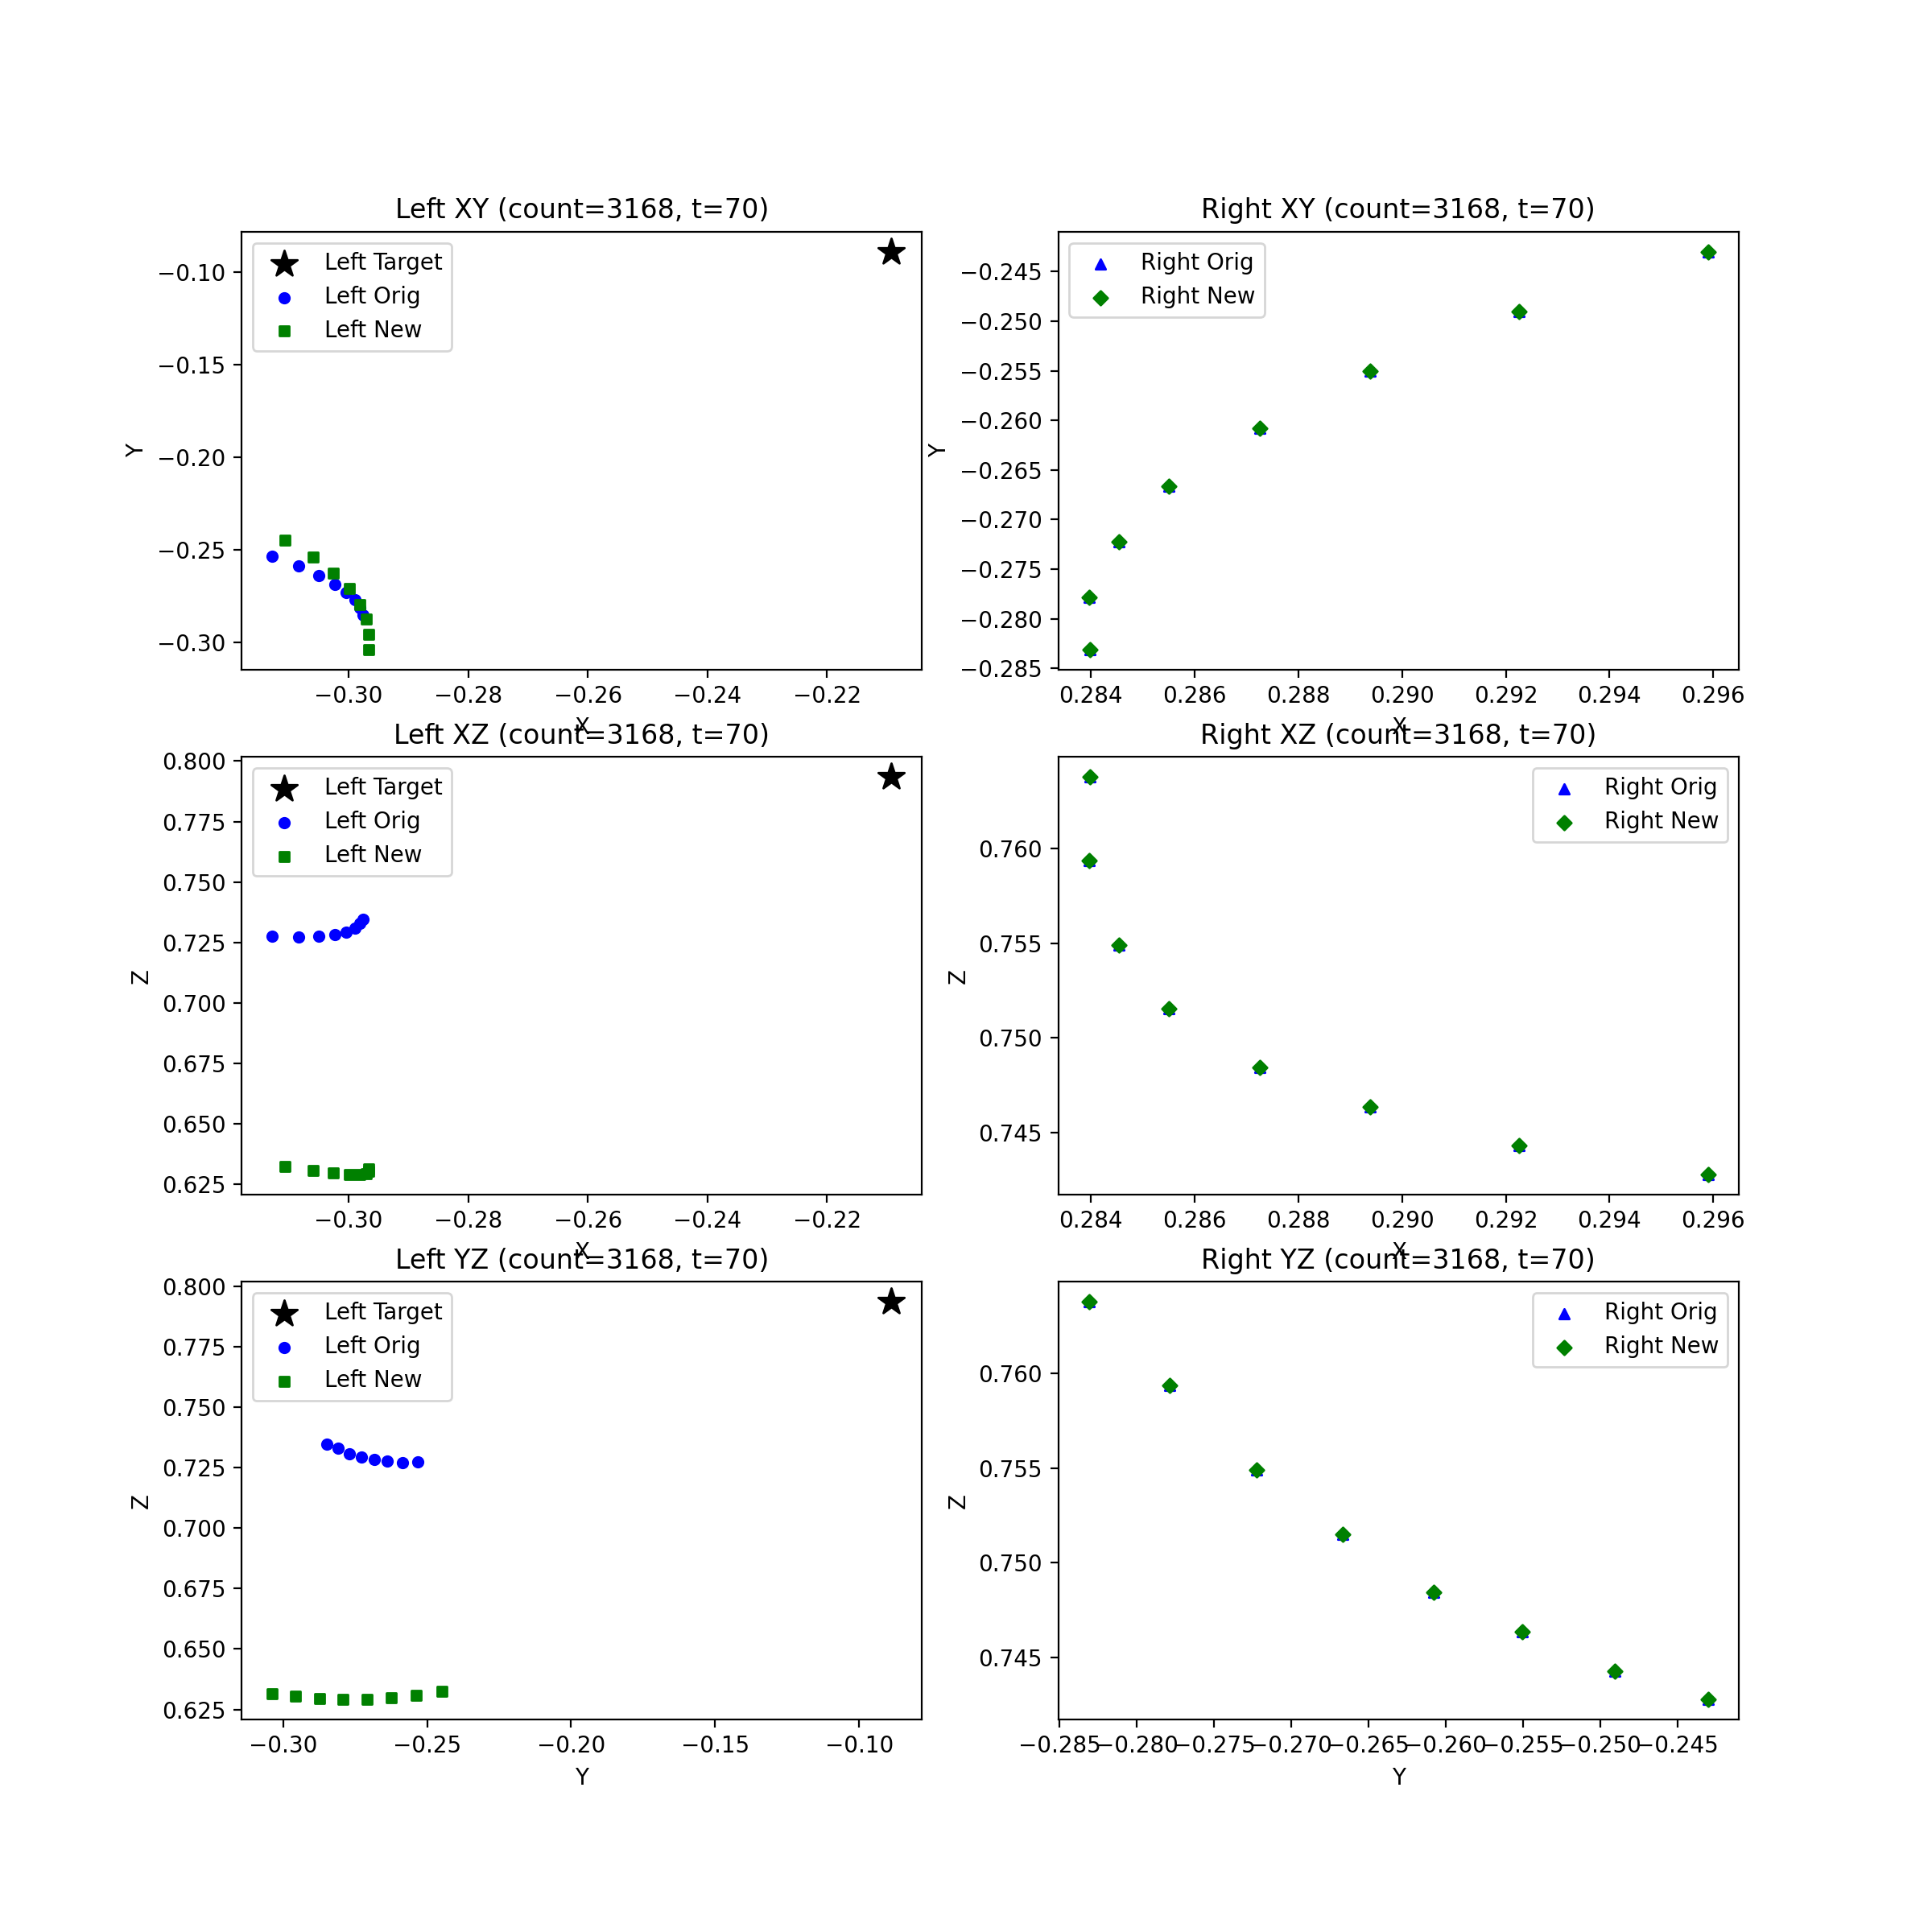 Left XY (count=3168, t=70)
Left Target
Left Orig
Left New
−0.10
−0.15
−0.20
−0.25
−0.30
Y
−0.30
−0.28
−0.26
−0.24
−0.22
X
Right XY (count=3168, t=70)
Right Orig
Right New
−0.245
−0.250
−0.255
−0.260
−0.265
−0.270
−0.275
−0.280
−0.285
Y
0.284
0.286
0.288
0.290
0.292
0.294
0.296
X
Left XZ (count=3168, t=70)
Left Target
Left Orig
Left New
0.800
0.775
0.750
0.725
0.700
0.675
0.650
0.625
Z
−0.30
−0.28
−0.26
−0.24
−0.22
X
Right XZ (count=3168, t=70)
Right Orig
Right New
0.760
0.755
0.750
0.745
Z
0.284
0.286
0.288
0.290
0.292
0.294
0.296
X
Left YZ (count=3168, t=70)
Left Target
Left Orig
Left New
0.800
0.775
0.750
0.725
0.700
0.675
0.650
0.625
Z
−0.30
−0.25
−0.20
−0.15
−0.10
Y
Right YZ (count=3168, t=70)
Right Orig
Right New
0.760
0.755
0.750
0.745
Z
−0.285
−0.280
−0.275
−0.270
−0.265
−0.260
−0.255
−0.250
−0.245
Y